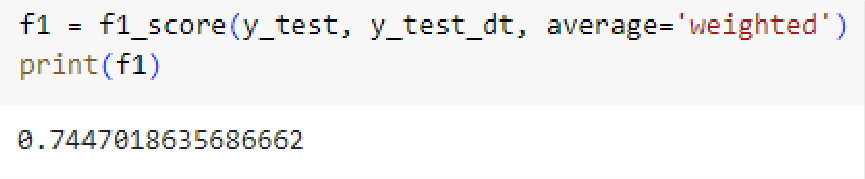 f1 = f1_score(y_test, y_test_dt, average='weighted')
print(f1)
0.7447018635686662